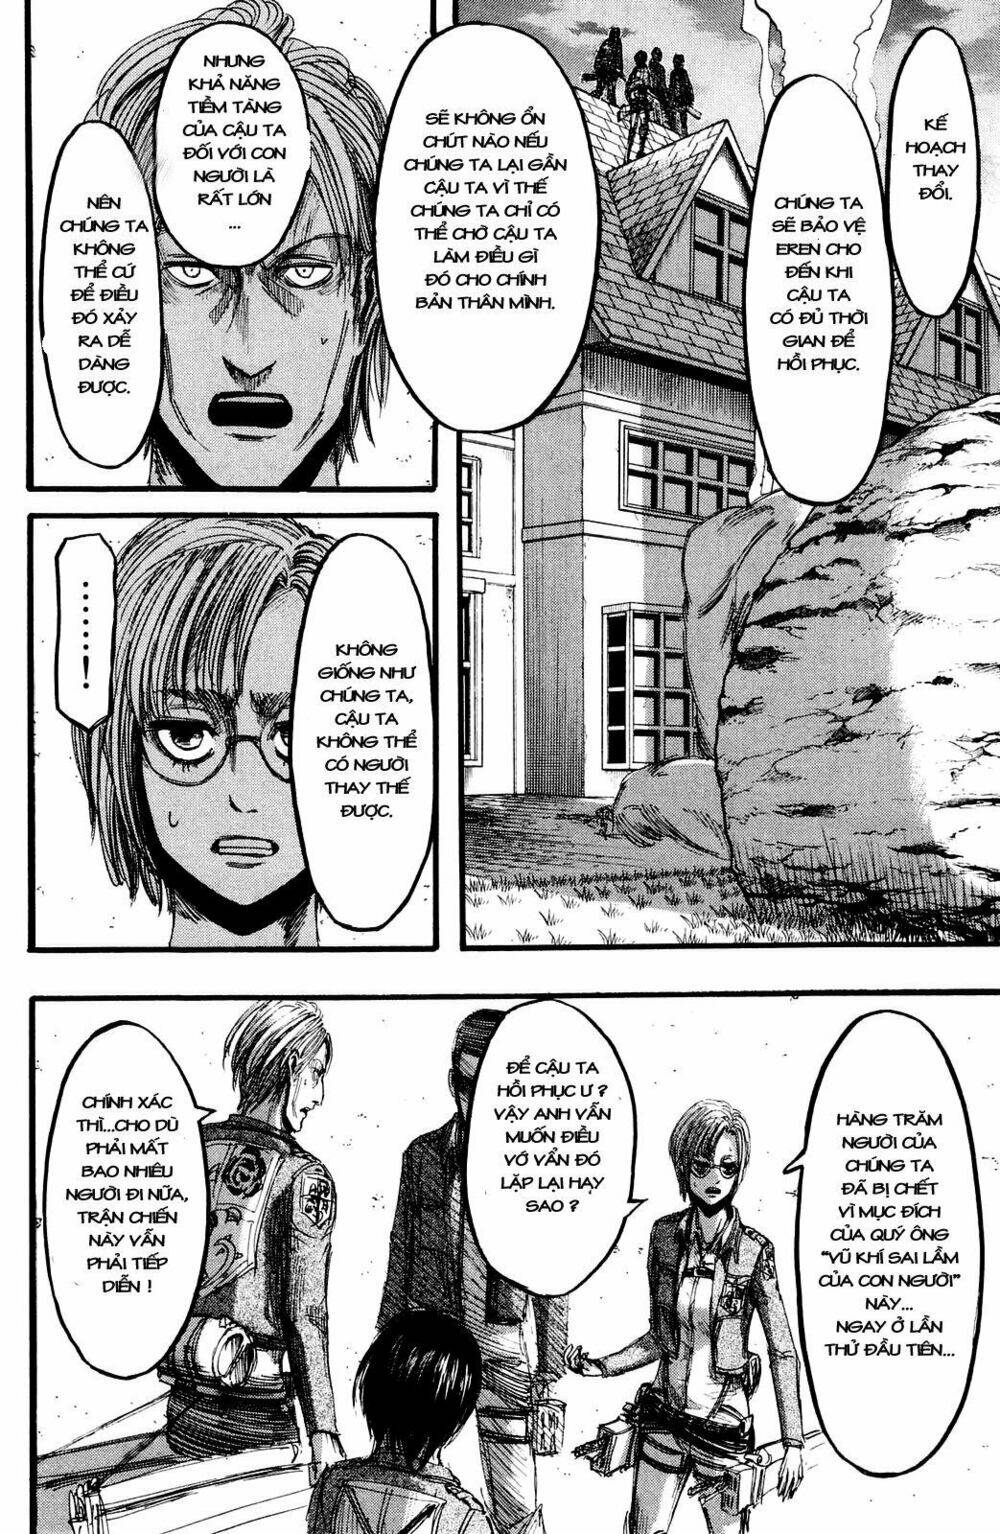 KẾ
HOẠCH
THAY
ĐỔI.
CHÚNG TA
SẼ BẢO VỆ
EREN CHO
ĐẾN KHI
CẬU TA
CÓ ĐỦ THỜI
GIAN ĐỂ
HỒI PHỤC.
SẼ KHÔNG ỔN
CHÚT NÀO NẾU
CHÚNG TA LẠI GẦN
CẬU TA VÌ THẾ
CHÚNG TA CHỈ CÓ
THỂ CHỜ CẬU TA
LÀM ĐIỀU GÌ
ĐÓ CHO CHÍNH
BẢN THÂN MÌNH.
NHƯNG
KHẢ NĂNG
TIỀM TÀNG
CỦA CẬU TA
ĐỐI VỚI CON
NGƯỜI LÀ
RẤT LỚN
...
NÊN
CHÚNG TA
KHÔNG
THỂ CỨ
ĐỂ ĐIỀU
ĐÓ XẢY
RA DỄ
DÀNG
ĐƯỢC.
KHÔNG
GIỐNG NHƯ
CHÚNG TA,
CẬU TA
KHÔNG THỂ
CÓ NGƯỜI
THAY THẾ
ĐƯỢC.
........!
HÀNG TRĂM
NGƯỜI CỦA
CHÚNG TA
ĐÃ BỊ CHẾT
VÌ MỤC ĐÍCH
CỦA QUÝ ÔNG
"VŨ KHÍ SAI LẦM
CỦA CON NGƯỜI"
NÀY...
NGAY Ở LẦN
THỬ ĐẦU TIÊN...
ĐỂ CẬU TA
HỒI PHỤC Ư ?
VẬY ANH VẪN
MUỐN ĐIỀU
VỚ VẨN ĐÓ
LẶP LẠI HAY
SAO ?
CHÍNH XÁC
THÌ...CHO DÙ
PHẢI MẤT
BAO NHIÊU
NGƯỜI ĐI NỮA,
TRẬN CHIẾN
NÀY VẪN
PHẢI TIẾP
DIỄN !